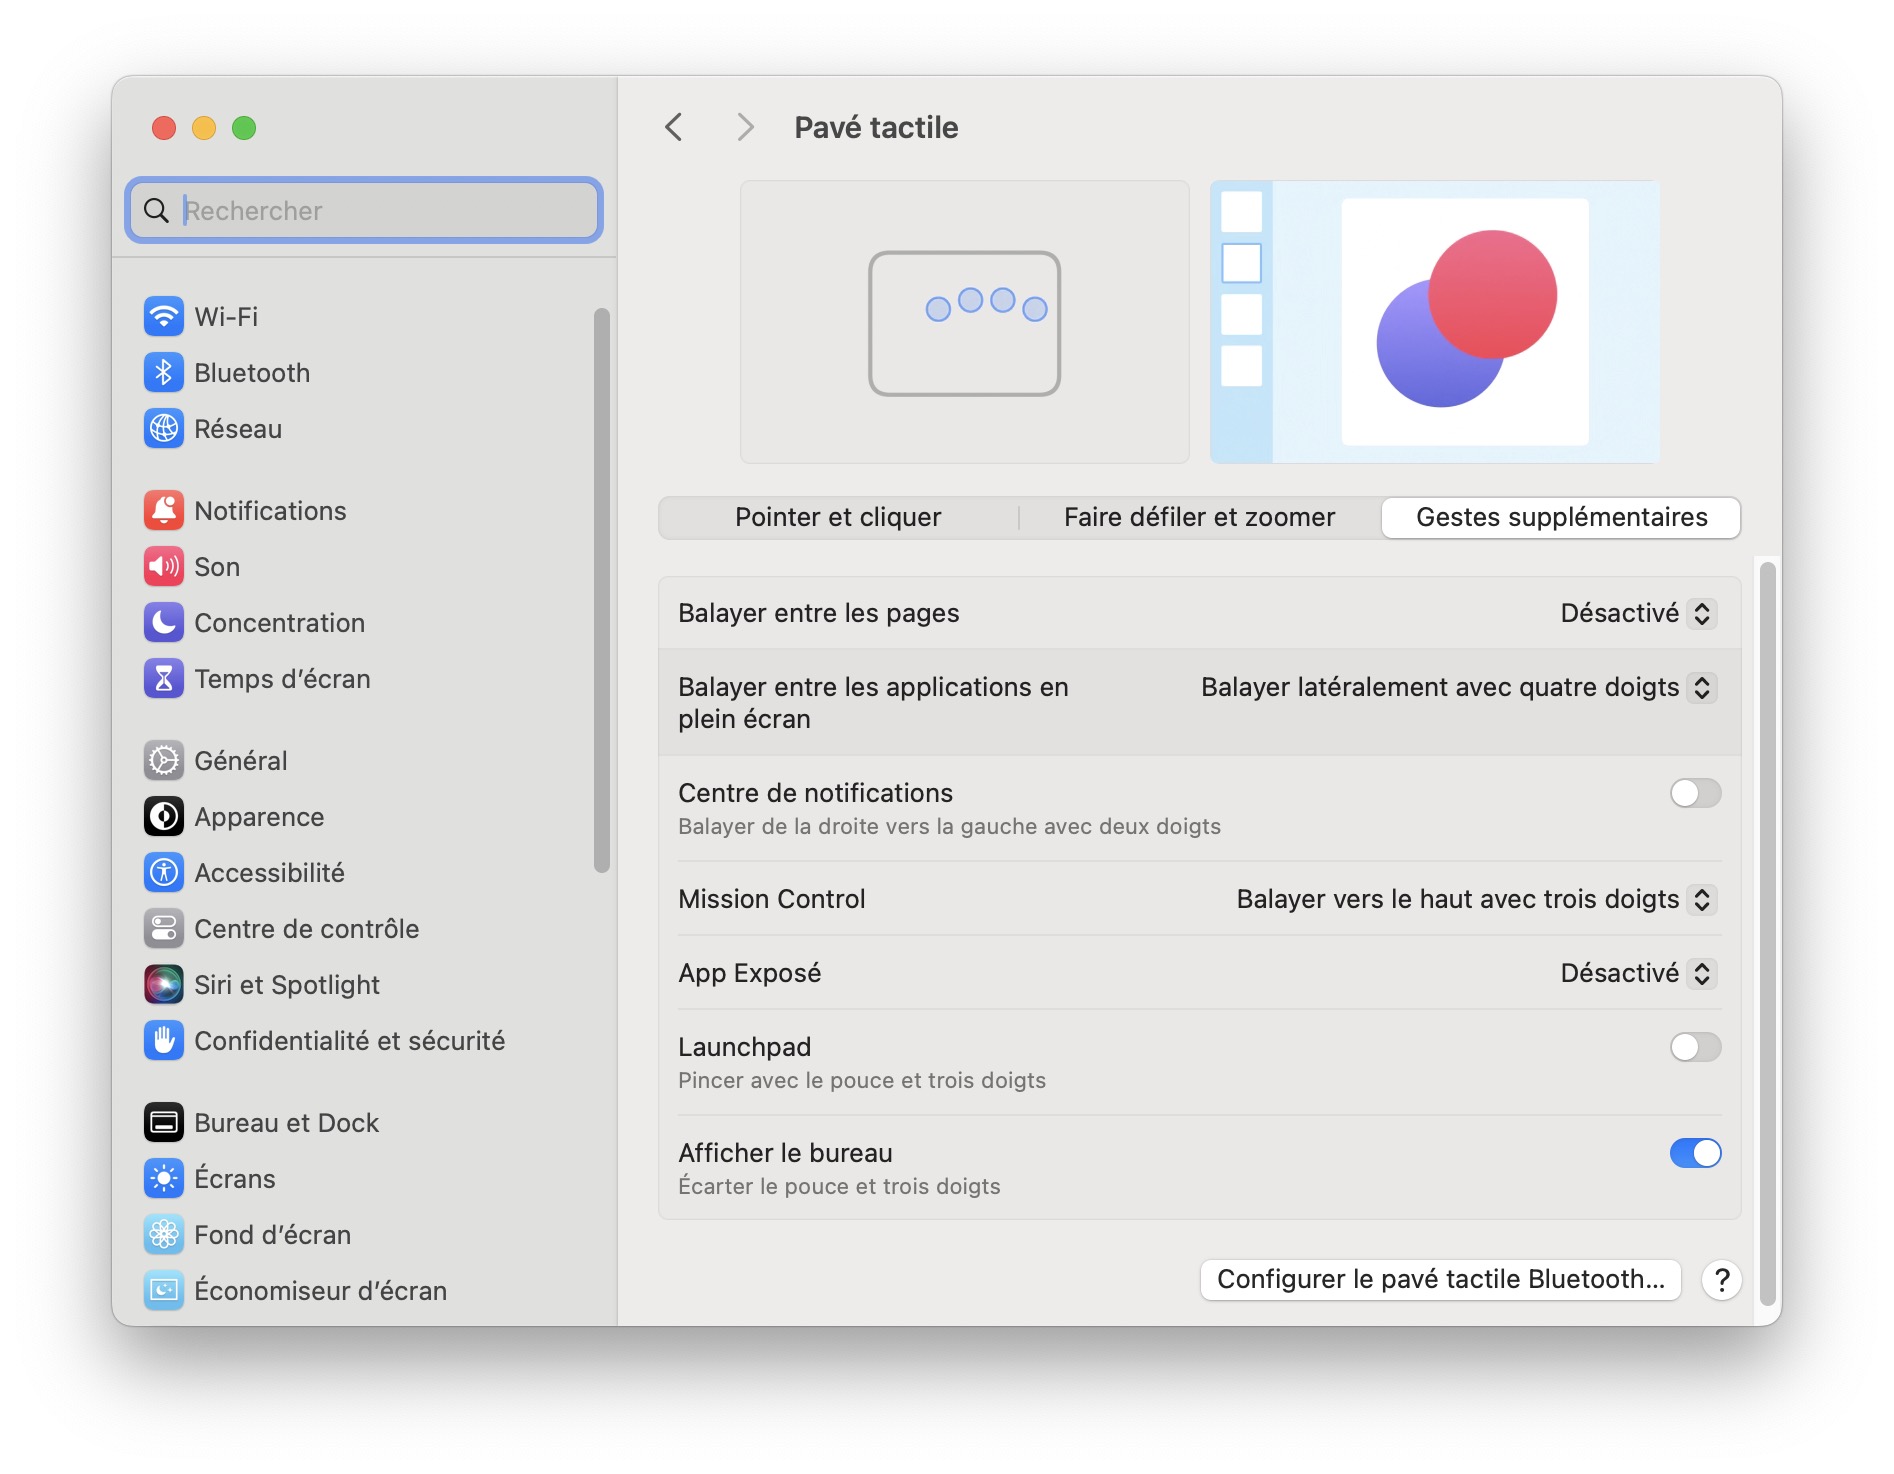 Rechercher
Wi-Fi
Bluetooth
Réseau
Notifications
Son
Concentration
Temps d’écran
Général
Apparence
Accessibilité
Centre de contrôle
Siri et Spotlight
Confidentialité et sécurité
Bureau et Dock
Écrans
Fond d’écran
Économiseur d’écran
Pavé tactile
Pointer et cliquer
Faire défiler et zoomer
Gestes supplémentaires
Balayer entre les pages
Désactivé
Balayer entre les applications en
plein écran
Balayer latéralement avec quatre doigts
Centre de notifications
Balayer de la droite vers la gauche avec deux doigts
Mission Control
Balayer vers le haut avec trois doigts
App Exposé
Désactivé
Launchpad
Pincer avec le pouce et trois doigts
Afficher le bureau
Écarter le pouce et trois doigts
Configurer le pavé tactile Bluetooth...
?